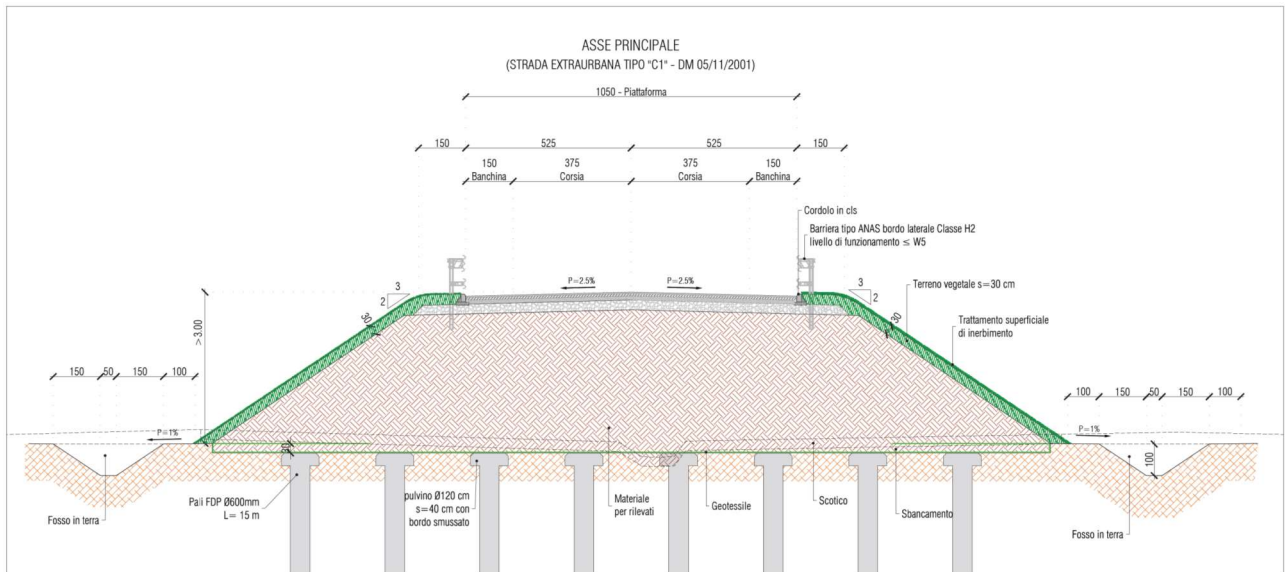 ASSE PRINCIPALE
(STRADA EXTRAURBANA TIPO "C1" - DM 05/11/2001)
1050 - Piattaforma
150 525 525 150
150 375 375 150
Banchina Corsia Corsia Banchina
Cordolo in cls
Barriera tipo ANAS bordo laterale Classe H2
livello di funzionamento ≤ W5
P=2.5% P=2.5%
3
2
3
2
Terreno vegetale s=30 cm
30
30
Trattamento superficiale
di inerbimento
>3.00
150 50 150 100
100 150 50 150 100
P=1%
P=1%
100
Pali FDP Ø600mm
L= 15 m
pulvino Ø120 cm
s=40 cm con
bordo smussato
Materiale
per rilevati
Geotessile
Scotico
Sbancamento
Fosso in terra
Fosso in terra